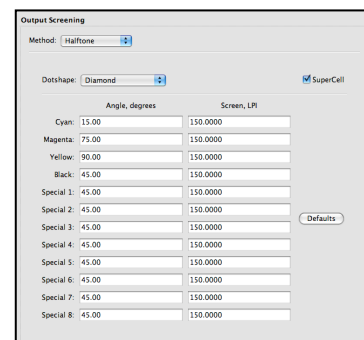 Output Screening
Method: Halftone
Dotshape: Diamond SuperCell
Angle, degrees Screen, LPI
Cyan: 15.00 150.0000
Magenta: 75.00 150.0000
Yellow: 90.00 150.0000
Black: 45.00 150.0000
Special 1: 45.00 150.0000
Special 2: 45.00 150.0000
Special 3: 45.00 150.0000 Defaults
Special 4: 45.00 150.0000
Special 5: 45.00 150.0000
Special 6: 45.00 150.0000
Special 7: 45.00 150.0000
Special 8: 45.00 150.0000